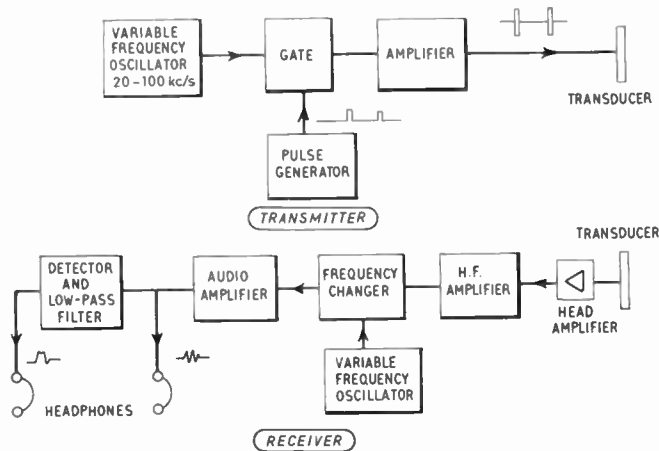 VARIABLE
FREQUENCY
OSCILLATOR
20-100 kc/s
GATE
AMPLIFIER
TRANSDUCER
PULSE
GENERATOR
TRANSMITTER
TRANSDUCER
DETECTOR
AND
LOW-PASS
FILTER
AUDIO
AMPLIFIER
FREQUENCY
CHANGER
H.F.
AMPLIFIER
HEAD
AMPLIFIER
VARIABLE
FREQUENCY
OSCILLATOR
HEADPHONES
RECEIVER